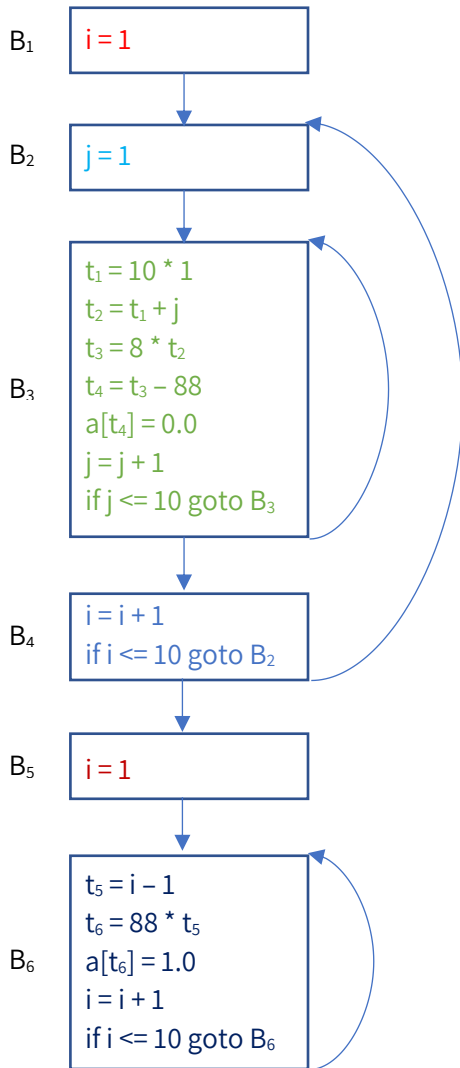 B₁
i = 1
B₂
j = 1
B₃
t₁ = 10 * 1
t₂ = t₁ + j
t₃ = 8 * t₂
t₄ = t₃ – 88
a[t₄] = 0.0
j = j + 1
if j <= 10 goto B₃
B₄
i = i + 1
if i <= 10 goto B₂
B₅
i = 1
B₆
t₅ = i – 1
t₆ = 88 * t₅
a[t₆] = 1.0
i = i + 1
if i <= 10 goto B₆